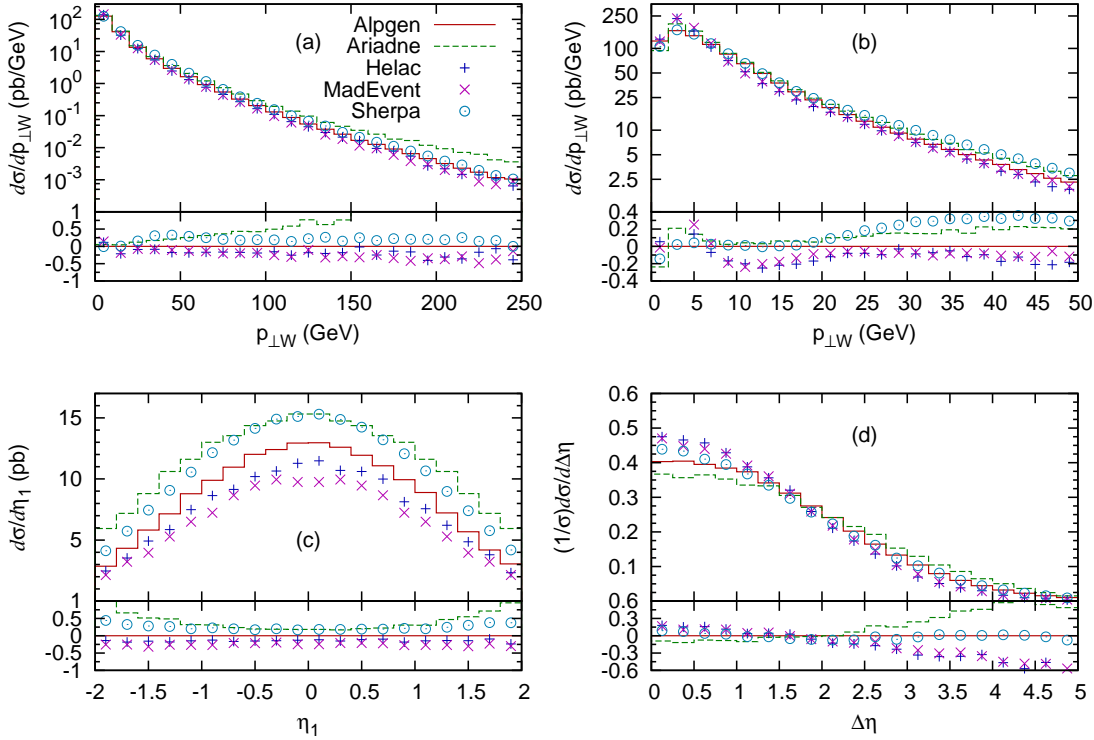 10²
10¹
10⁰
10⁻¹
10⁻²
10⁻³
1
0.5
0
-0.5
-1
0 50 100 150 200 250
dσ/dp⊥W (pb/GeV)
p⊥W (GeV)
(a)
Alpgen
Ariadne
Helac
MadEvent
Sherpa
250
100
50
25
10
5
2.5
0.4
0.2
0
-0.2
-0.4
0 5 10 15 20 25 30 35 40 45 50
dσ/dp⊥W (pb/GeV)
p⊥W (GeV)
(b)
15
10
5
1
0.5
0
-0.5
-1
-2 -1.5 -1 -0.5 0 0.5 1 1.5 2
dσ/dη₁ (pb)
η₁
(c)
0.6
0.5
0.4
0.3
0.2
0.1
0.6
0.3
0
-0.3
-0.6
0 0.5 1 1.5 2 2.5 3 3.5 4 4.5 5
(1/σ)dσ/dΔη
Δη
(d)